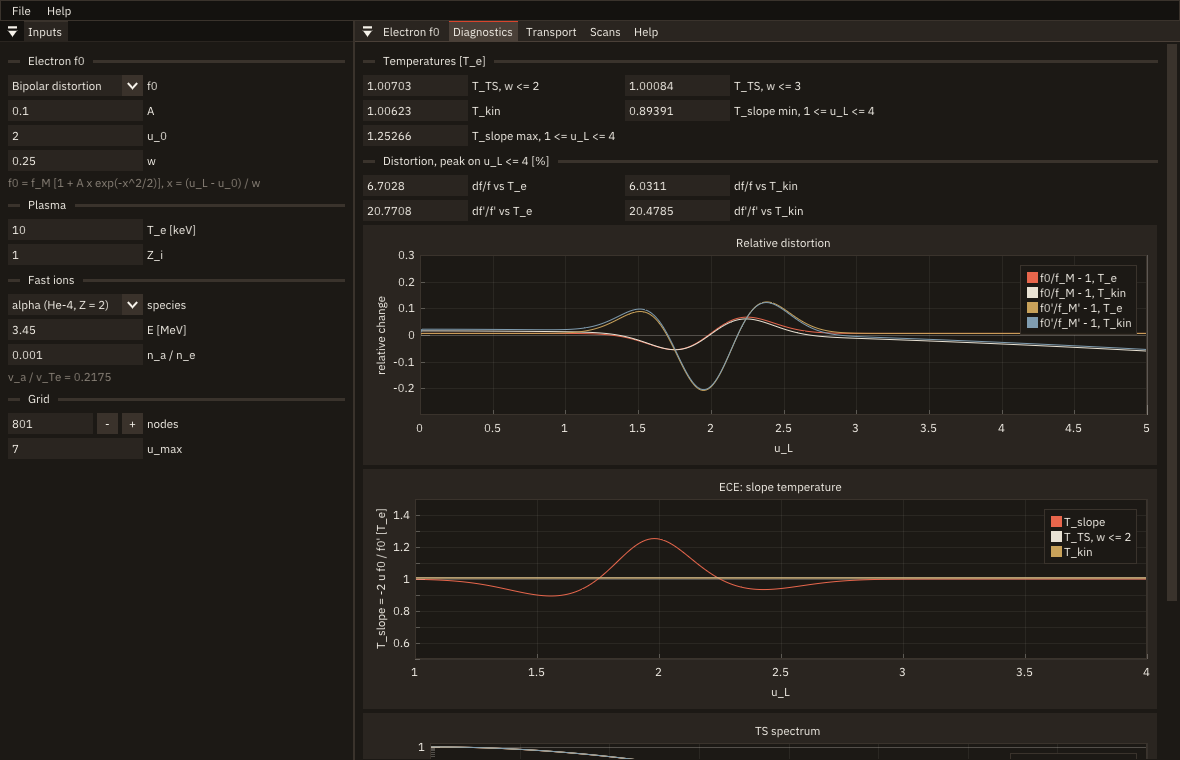 File Help
Inputs
Electron f0
Bipolar distortion f0
0.1 A
2 u_0
0.25 w
f0 = f_M [1 + A x exp(-x^2/2)], x = (u_L - u_0) / w
Plasma
10 T_e [keV]
1 Z_i
Fast ions
alpha (He-4, Z = 2) species
3.45 E [MeV]
0.001 n_a / n_e
v_a / v_Te = 0.2175
Grid
801 - + nodes
7 u_max
Electron f0 Diagnostics Transport Scans Help
Temperatures [T_e]
1.00703 T_TS, w <= 2 1.00084 T_TS, w <= 3
1.00623 T_kin 0.89391 T_slope min, 1 <= u_L <= 4
1.25266 T_slope max, 1 <= u_L <= 4
Distortion, peak on u_L <= 4 [%]
6.7028 df/f vs T_e 6.0311 df/f vs T_kin
20.7708 df'/f' vs T_e 20.4785 df'/f' vs T_kin
Relative distortion
relative change
0.3
0.2
0.1
0
-0.1
-0.2
f0/f_M - 1, T_e
f0/f_M - 1, T_kin
f0'/f_M' - 1, T_e
f0'/f_M' - 1, T_kin
0 0.5 1 1.5 2 2.5 3 3.5 4 4.5 5
u_L
ECE: slope temperature
T_slope = -2 u f0 / f0' [T_e]
1.4
1.2
1
0.8
0.6
T_slope
T_TS, w <= 2
T_kin
1 1.5 2 2.5 3 3.5 4
u_L
TS spectrum
1